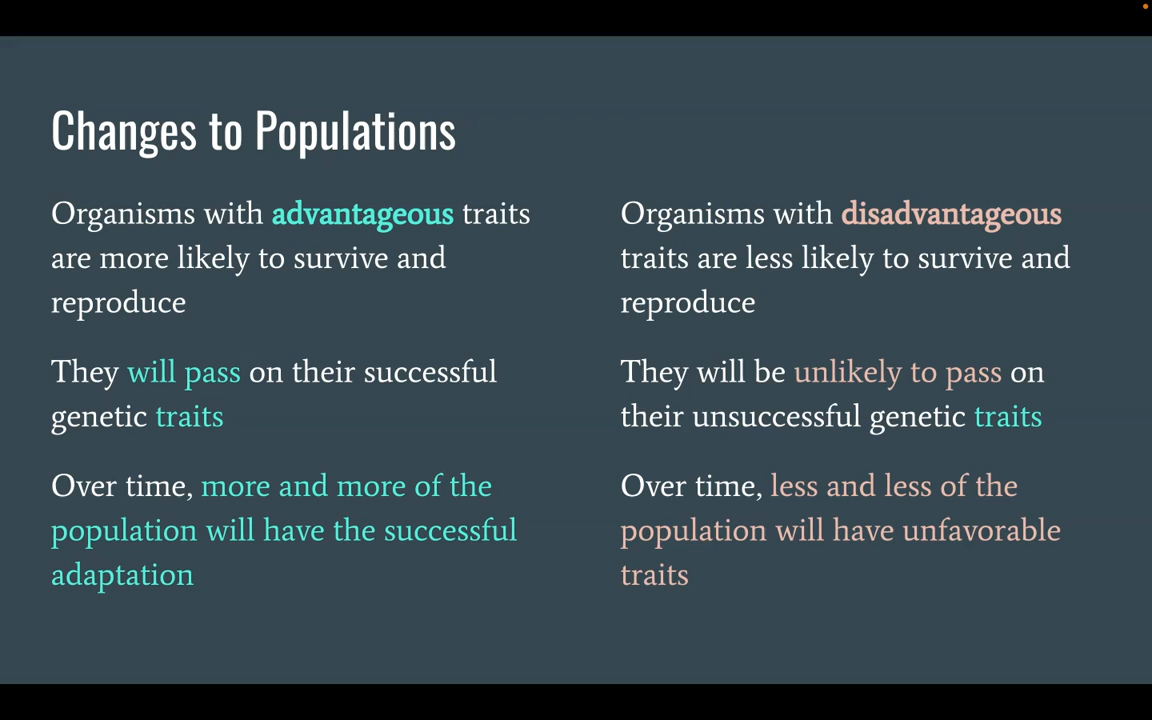 Changes to Populations
Organisms with advantageous traits
are more likely to survive and
reproduce
They will pass on their successful
genetic traits
Over time, more and more of the
population will have the successful
adaptation
Organisms with disadvantageous
traits are less likely to survive and
reproduce
They will be unlikely to pass on
their unsuccessful genetic traits
Over time, less and less of the
population will have unfavorable
traits